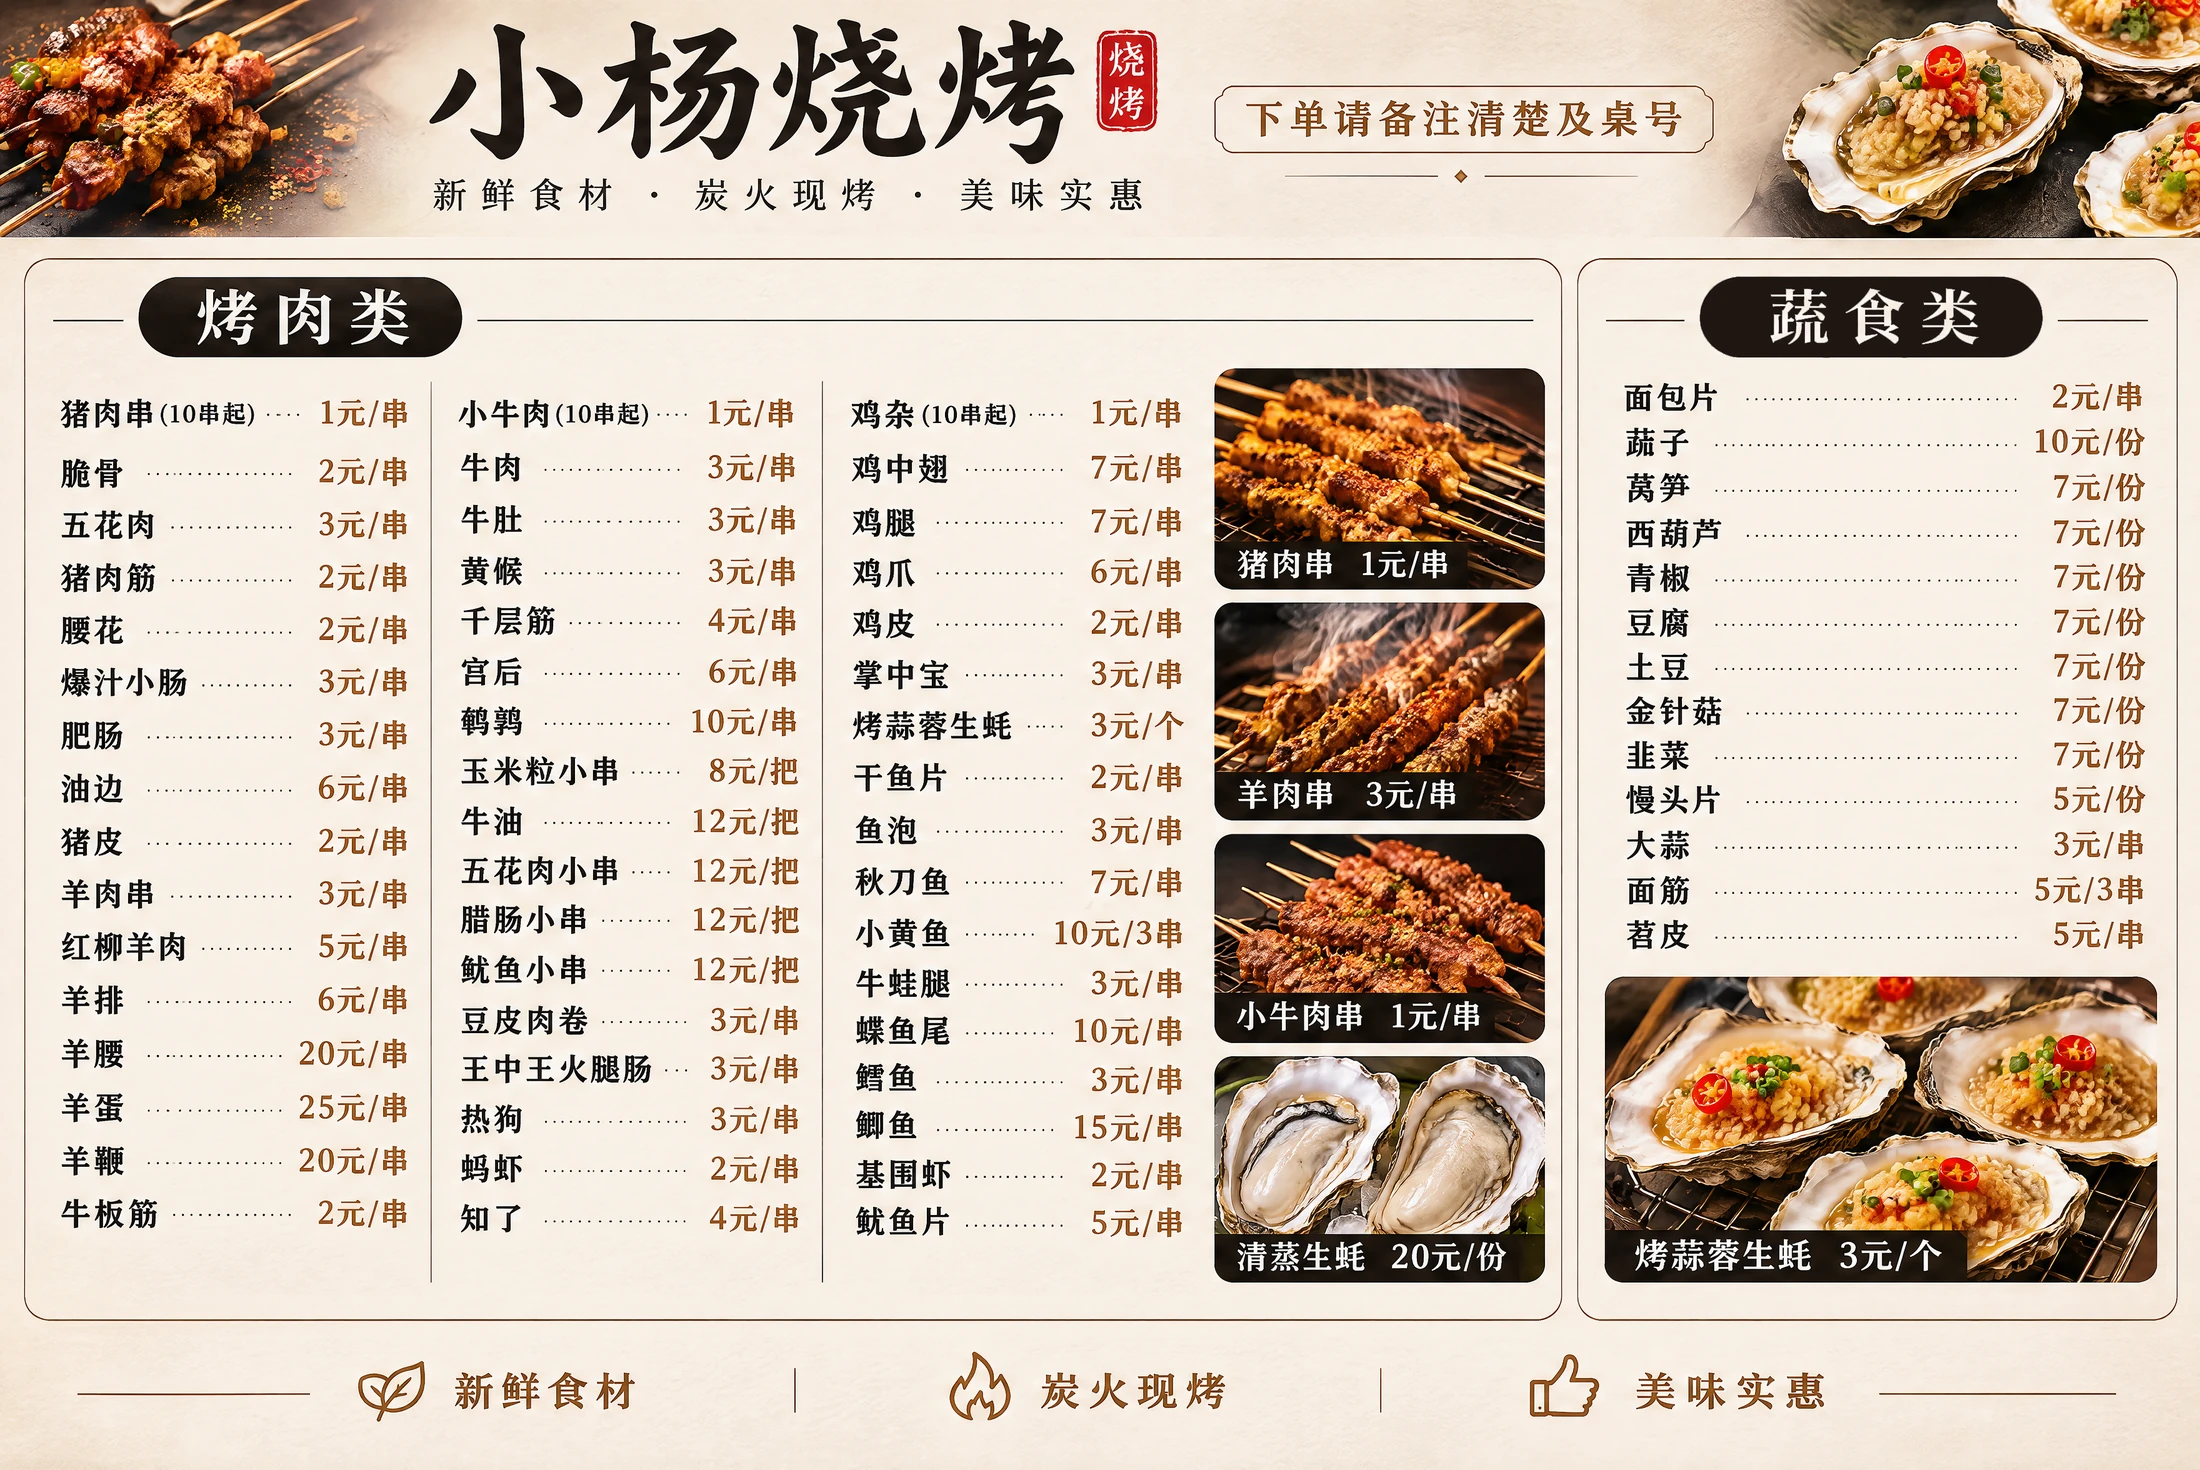 小杨烧烤
烧烤
新鲜食材 · 炭火现烤 · 美味实惠
下单请备注清楚及桌号
烤肉类
猪肉串(10串起) 1元/串
脆骨 2元/串
五花肉 3元/串
猪肉筋 2元/串
腰花 2元/串
爆汁小肠 3元/串
肥肠 3元/串
油边 6元/串
猪皮 2元/串
羊肉串 3元/串
红柳羊肉 5元/串
羊排 6元/串
羊腰 20元/串
羊蛋 25元/串
羊鞭 20元/串
牛板筋 2元/串
小牛肉(10串起) 1元/串
牛肉 3元/串
牛肚 3元/串
黄候 3元/串
千层筋 4元/串
宫后 6元/串
鹌鹑 10元/串
玉米粒小串 8元/把
牛油 12元/把
五花肉小串 12元/把
腊肠小串 12元/把
鱿鱼小串 12元/把
豆皮肉卷 3元/串
王中王火腿肠 3元/串
热狗 3元/串
蚂虾 2元/串
知了 4元/串
鸡杂(10串起) 1元/串
鸡中翅 7元/串
鸡腿 7元/串
鸡爪 6元/串
鸡皮 2元/串
掌中宝 3元/串
烤蒜蓉生蚝 3元/个
干鱼片 2元/串
鱼泡 3元/串
秋刀鱼 7元/串
小黄鱼 10元/3串
牛蛙腿 3元/串
蝶鱼尾 10元/串
鳕鱼 3元/串
鲫鱼 15元/串
基围虾 2元/串
鱿鱼片 5元/串
猪肉串 1元/串
羊肉串 3元/串
小牛肉串 1元/串
清蒸生蚝 20元/份
蔬食类
面包片 2元/串
蔬子 10元/份
莴笋 7元/份
西葫芦 7元/份
青椒 7元/份
豆腐 7元/份
土豆 7元/份
金针菇 7元/份
韭菜 7元/份
慢头片 5元/份
大蒜 3元/串
面筋 5元/3串
苕皮 5元/串
烤蒜蓉生蚝 3元/个
新鲜食材
炭火现烤
美味实惠